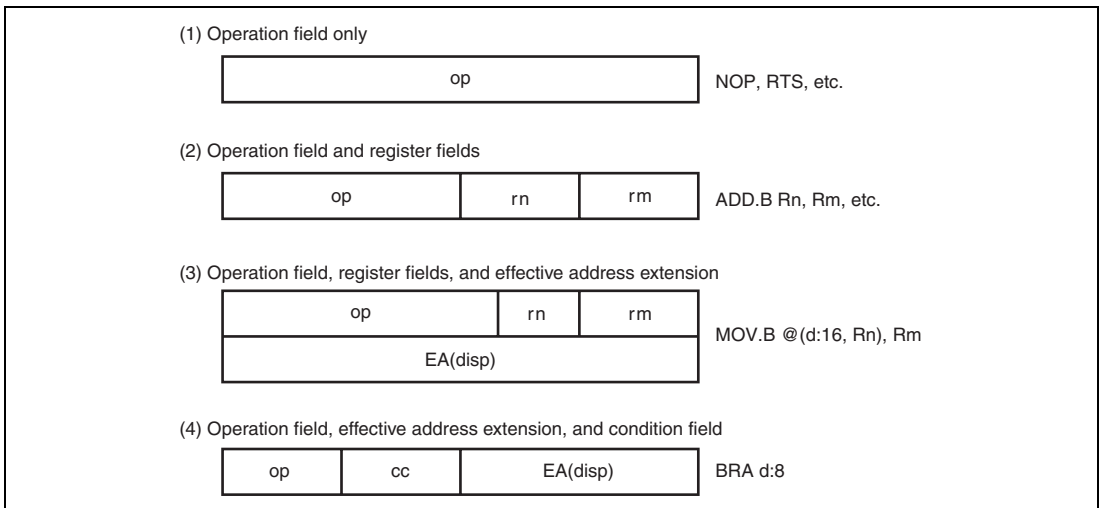 (1) Operation field only
op
NOP, RTS, etc.
(2) Operation field and register fields
op rn rm
ADD.B Rn, Rm, etc.
(3) Operation field, register fields, and effective address extension
op rn rm
EA(disp)
MOV.B @(d:16, Rn), Rm
(4) Operation field, effective address extension, and condition field
op cc EA(disp)
BRA d:8